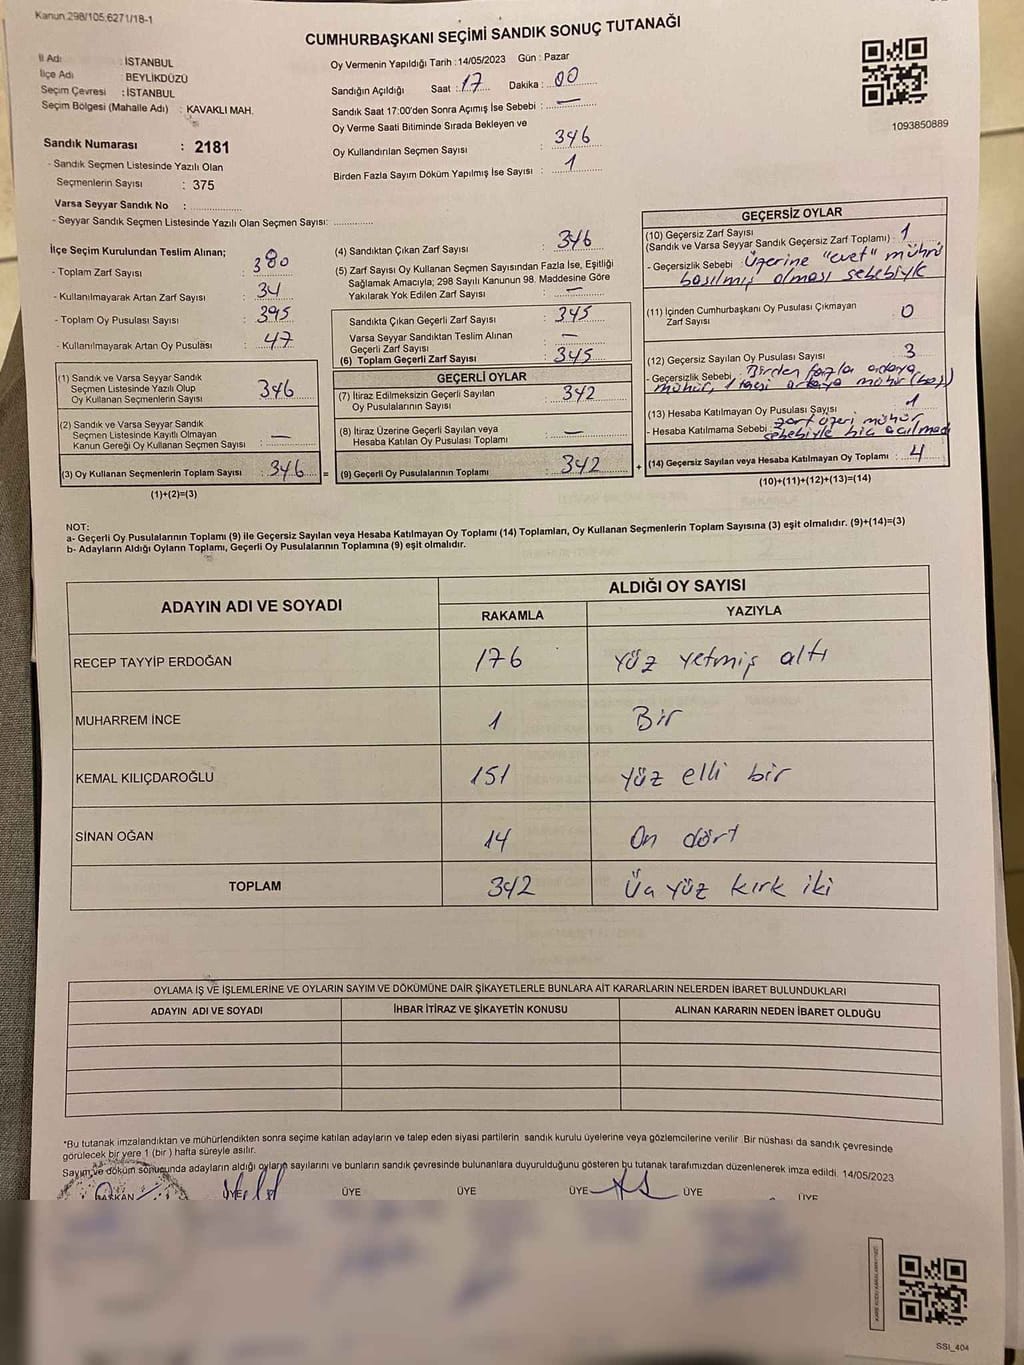 Kanun.298/105.6271/18-1
CUMHURBAŞKANI SEÇİMİ SANDIK SONUÇ TUTANAĞI
İl Adı : İSTANBUL
İlçe Adı : BEYLİKDÜZÜ
Seçim Çevresi : İSTANBUL
Seçim Bölgesi (Mahalle Adı) : KAVAKLI MAH.
Sandık Numarası : 2181
- Sandık Seçmen Listesinde Yazılı Olan
Seçmenlerin Sayısı : 375
Varsa Seyyar Sandık No :
- Seyyar Sandık Seçmen Listesinde Yazılı Olan Seçmen Sayısı:
Oy Vermenin Yapıldığı Tarih : 14/05/2023 Gün : Pazar
Sandığın Açıldığı Saat : 17 Dakika : 00
Sandık Saat 17:00'den Sonra Açımış İse Sebebi : —
Oy Verme Saati Bitiminde Sırada Bekleyen ve
Oy Kullandırılan Seçmen Sayısı : 346
Birden Fazla Sayım Döküm Yapılmış İse Sayısı : 1
1093850889
İlçe Seçim Kurulundan Teslim Alınan;
- Toplam Zarf Sayısı : 380
- Kullanılmayarak Artan Zarf Sayısı : 34
- Toplam Oy Pusulası Sayısı : 395
- Kullanılmayarak Artan Oy Pusulası : 47
(1) Sandık ve Varsa Seyyar Sandık
Seçmen Listesinde Yazılı Olup
Oy Kullanan Seçmenlerin Sayısı : 346
(2) Sandık ve Varsa Seyyar Sandık
Seçmen Listesinde Kayıtlı Olmayan
Kanun Gereği Oy Kullanan Seçmen Sayısı : —
(3) Oy Kullanan Seçmenlerin Toplam Sayısı : 346 =
(1)+(2)=(3)
(4) Sandıktan Çıkan Zarf Sayısı : 346
(5) Zarf Sayısı Oy Kullanan Seçmen Sayısından Fazla İse, Eşitliği
Sağlamak Amacıyla; 298 Sayılı Kanunun 98. Maddesine Göre
Yakılarak Yok Edilen Zarf Sayısı : —
Sandıkta Çıkan Geçerli Zarf Sayısı : 345
Varsa Seyyar Sandıktan Teslim Alınan
Geçerli Zarf Sayısı : —
(6) Toplam Geçerli Zarf Sayısı : 345
GEÇERLİ OYLAR
(7) İtiraz Edilmeksizin Geçerli Sayılan
Oy Pusulasının Sayısı : 342
(8) İtiraz Üzerine Geçerli Sayılan veya
Hesaba Katılan Oy Pusulası Toplamı : —
(9) Geçerli Oy Pusulalarının Toplamı : 342 +
GEÇERSİZ OYLAR
(10) Geçersiz Zarf Sayısı
(Sandık ve Varsa Seyyar Sandık Geçersiz Zarf Toplamı) : 1
- Geçersizlik Sebebi : Üzerine "evet" mührü
basılmış olması sebebiyle
(11) İçinden Cumhurbaşkanı Oy Pusulası Çıkmayan
Zarf Sayısı : 0
(12) Geçersiz Sayılan Oy Pusulası Sayısı : 3
- Geçersizlik Sebebi : Birden fazla adaya
mühür, 1 arkaya mühür
(13) Hesaba Katılmayan Oy Pusulası Sayısı : 1
- Hesaba Katılmama Sebebi : zarf üzeri mühür
sebebiyle hiç açılmadı
(14) Geçersiz Sayılan veya Hesaba Katılmayan Oy Toplamı : 4
(10)+(11)+(12)+(13)=(14)
NOT:
a- Geçerli Oy Pusulalarının Toplamı (9) ile Geçersiz Sayılan veya Hesaba Katılmayan Oy Toplamı (14) Toplamları, Oy Kullanan Seçmenlerin Toplam Sayısına (3) eşit olmalıdır. (9)+(14)=(3)
b- Adayların Aldığı Oyların Toplamı, Geçerli Oy Pusulalarının Toplamına (9) eşit olmalıdır.
ADAYIN ADI VE SOYADI ALDIĞI OY SAYISI
RAKAMLA YAZIYLA
RECEP TAYYİP ERDOĞAN 176 Yüz yetmiş altı
MUHARREM İNCE 1 Bir
KEMAL KILIÇDAROĞLU 151 Yüz elli bir
SİNAN OĞAN 14 On dört
TOPLAM 342 Üç yüz kırk iki
OYLAMA İŞ VE İŞLEMLERİNE VE OYLARIN SAYIM VE DÖKÜMÜNE DAİR ŞİKAYETLERLE BUNLARA AİT KARARLARIN NELERDEN İBARET BULUNDUKLARI
ADAYIN ADI VE SOYADI İHBAR İTİRAZ VE ŞİKAYETİN KONUSU ALINAN KARARIN NEDEN İBARET OLDUĞU
*Bu tutanak imzalandıktan ve mühürlendikten sonra seçime katılan adayların ve talep eden siyasi partilerin sandık kurulu üyelerine veya gözlemcilerine verilir .Bir nüshası da sandık çevresinde
görülecek bir yere 1 (bir ) hafta süreyle asılır.
Sayım ve döküm sonucunda adayların aldığı oyların sayılarını ve bunların sandık çevresinde bulunanlara duyurulduğunu gösteren bu tutanak tarafımızdan düzenlenerek imza edildi. 14/05/2023
BAŞKAN ÜYE ÜYE ÜYE ÜYE ÜYE ÜYE
SSI_404